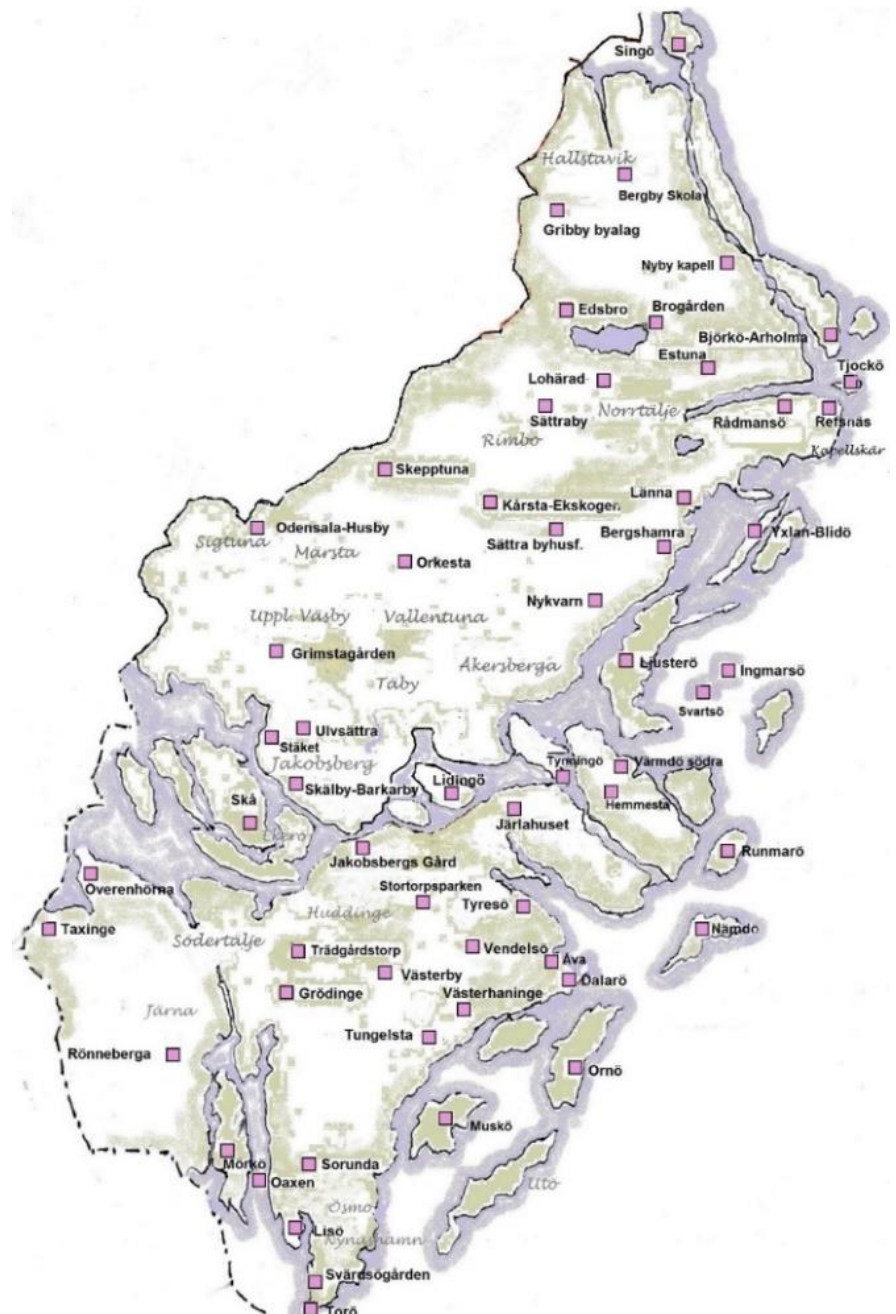 Singö
Hallstavik
Bergby Skola
Gribby byalag
Nyby kapell
Edsbro
Brogården
Björkö-Arholma
Estuna
Tjockö
Lohärad
Norrtälje
Sättraby
Rådmansö
Refsnäs
Rimbo
Kapellskär
Skepptuna
Länna
Kårsta-Ekskogen
Odensala-Husby
Sättra byhusf.
Bergshamra
Yxlan-Blidö
Sigtuna
Märsta
Orkesta
Nykvarn
Uppl. Väsby
Vallentuna
Grimstagården
Åkersberga
Ljusterö
Ingmarsö
Täby
Svartsö
Ulvsättra
Stäket
Jakobsberg
Tynningö
Värmdö södra
Skälby-Barkarby
Lidingö
Hemmesta
Skå
Järlahuset
Ekerö
Jakobsbergs Gård
Runmarö
Överenhörna
Stortorpsparken
Huddinge
Tyresö
Taxinge
Nämdö
Södertälje
Trädgårdstorp
Vendelsö
Åva
Västerby
Dalarö
Grödinge
Västerhaninge
Järna
Tungelsta
Rönneberga
Ornö
Muskö
Mörkö
Sorunda
Oaxen
Utö
Ösmo
Lisö
Nynäshamn
Svärdsögården
Torö